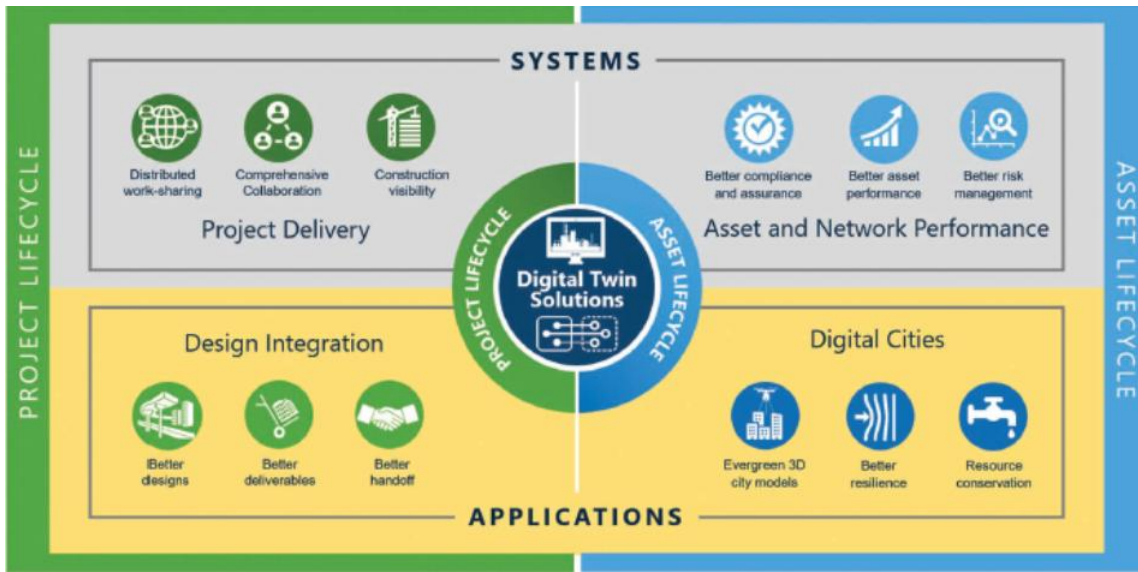 PROJECT LIFECYCLE
SYSTEMS
Distributed
work-sharing
Comprehensive
Collaboration
Construction
visibility
Project Delivery
Better compliance
and assurance
Better asset
performance
Better risk
management
Asset and Network Performance
PROJECT LIFECYCLE
Digital Twin
Solutions
ASSET LIFECYCLE
Design Integration
Better
designs
Better
deliverables
Better
handoff
Digital Cities
Evergreen 3D
city models
Better
resilience
Resource
conservation
APPLICATIONS
ASSET LIFECYCLE